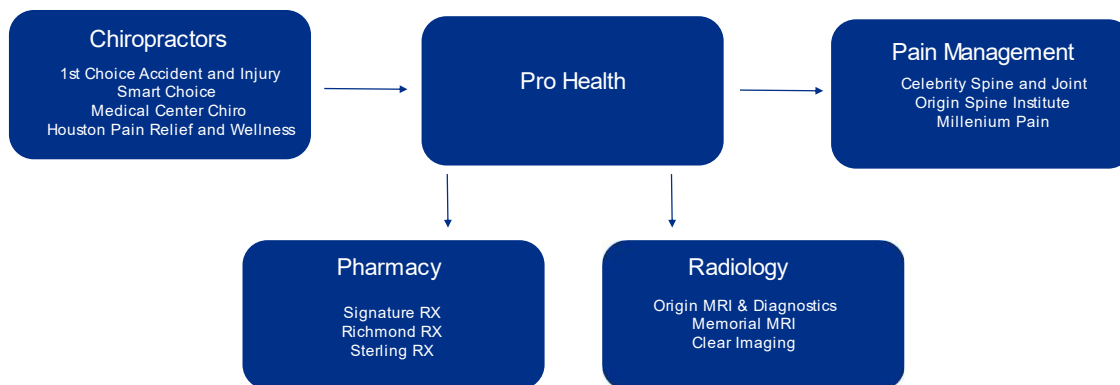 Chiropractors
1st Choice Accident and Injury
Smart Choice
Medical Center Chiro
Houston Pain Relief and Wellness
Pro Health
Pain Management
Celebrity Spine and Joint
Origin Spine Institute
Millenium Pain
Pharmacy
Signature RX
Richmond RX
Sterling RX
Radiology
Origin MRI & Diagnostics
Memorial MRI
Clear Imaging